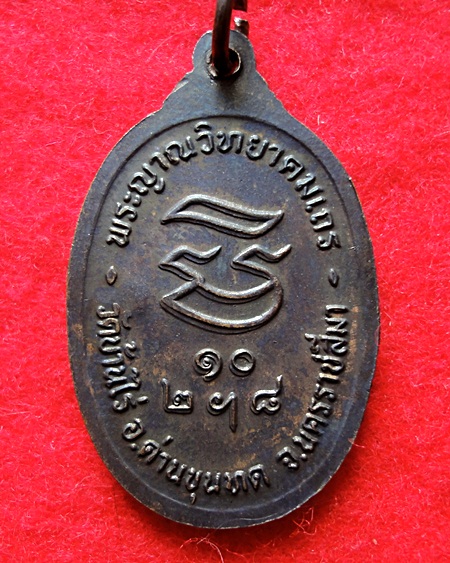 พระญาณวิทยาคมเถร
๑๐
๒ ๘
วัดบ้านไร่ อ.ด่านขุนทด จ.นครราชสีมา